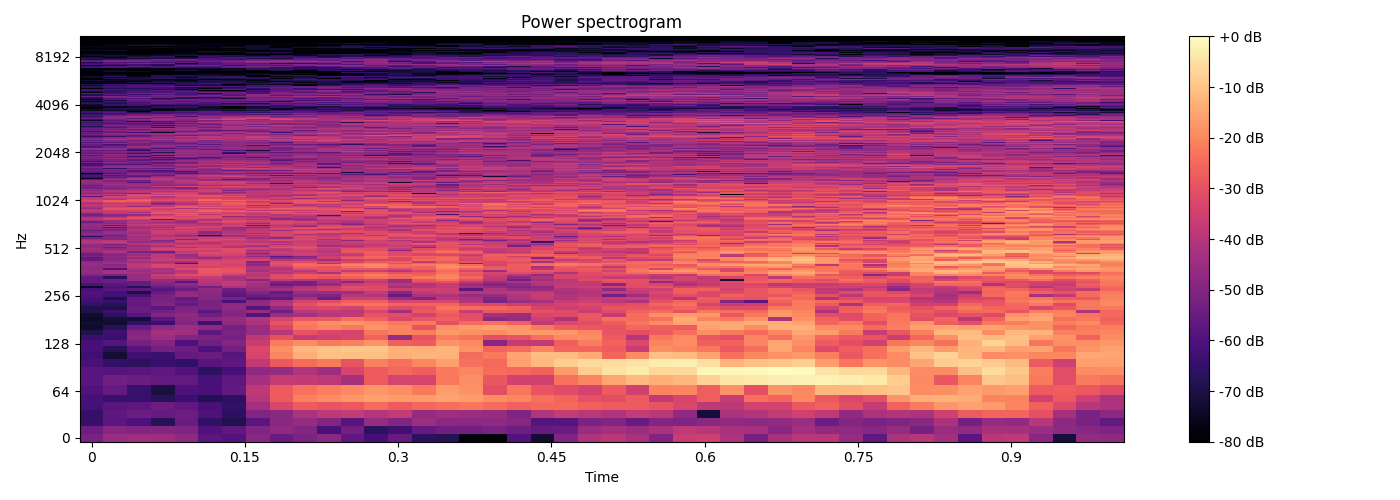 Power spectrogram
Hz
8192
4096
2048
1024
512
256
128
64
0
0 0.15 0.3 0.45 0.6 0.75 0.9
Time
+0 dB
-10 dB
-20 dB
-30 dB
-40 dB
-50 dB
-60 dB
-70 dB
-80 dB